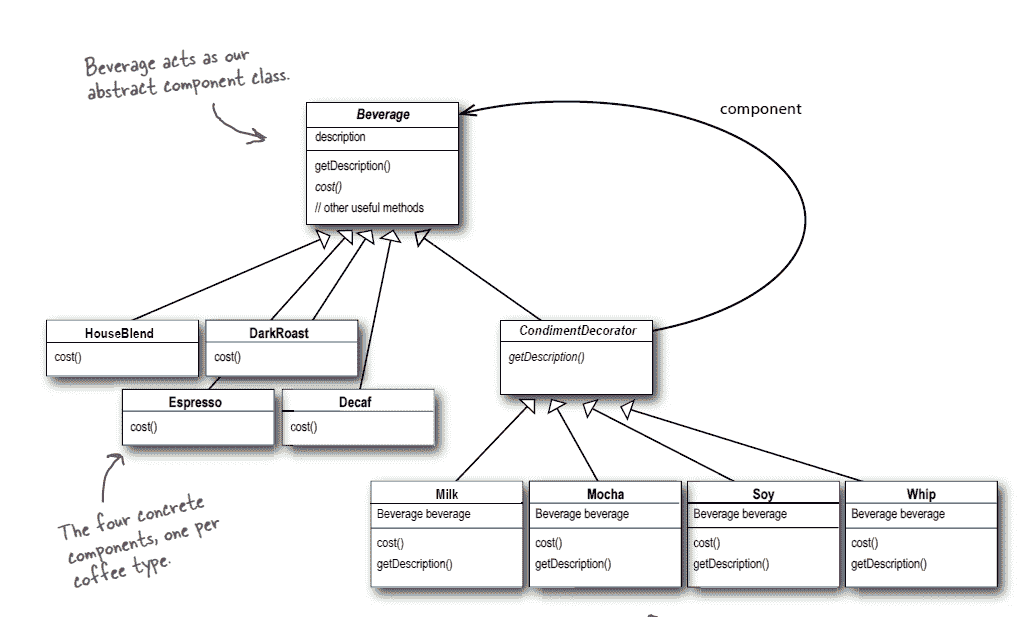 Beverage acts as our
abstract component class.
component
Beverage
description
getDescription()
cost()
// other useful methods
HouseBlend
cost()
DarkRoast
cost()
CondimentDecorator
getDescription()
Espresso
cost()
Decaf
cost()
The four concrete
components, one per
coffee type.
Milk
Beverage beverage
cost()
getDescription()
Mocha
Beverage beverage
cost()
getDescription()
Soy
Beverage beverage
cost()
getDescription()
Whip
Beverage beverage
cost()
getDescription()